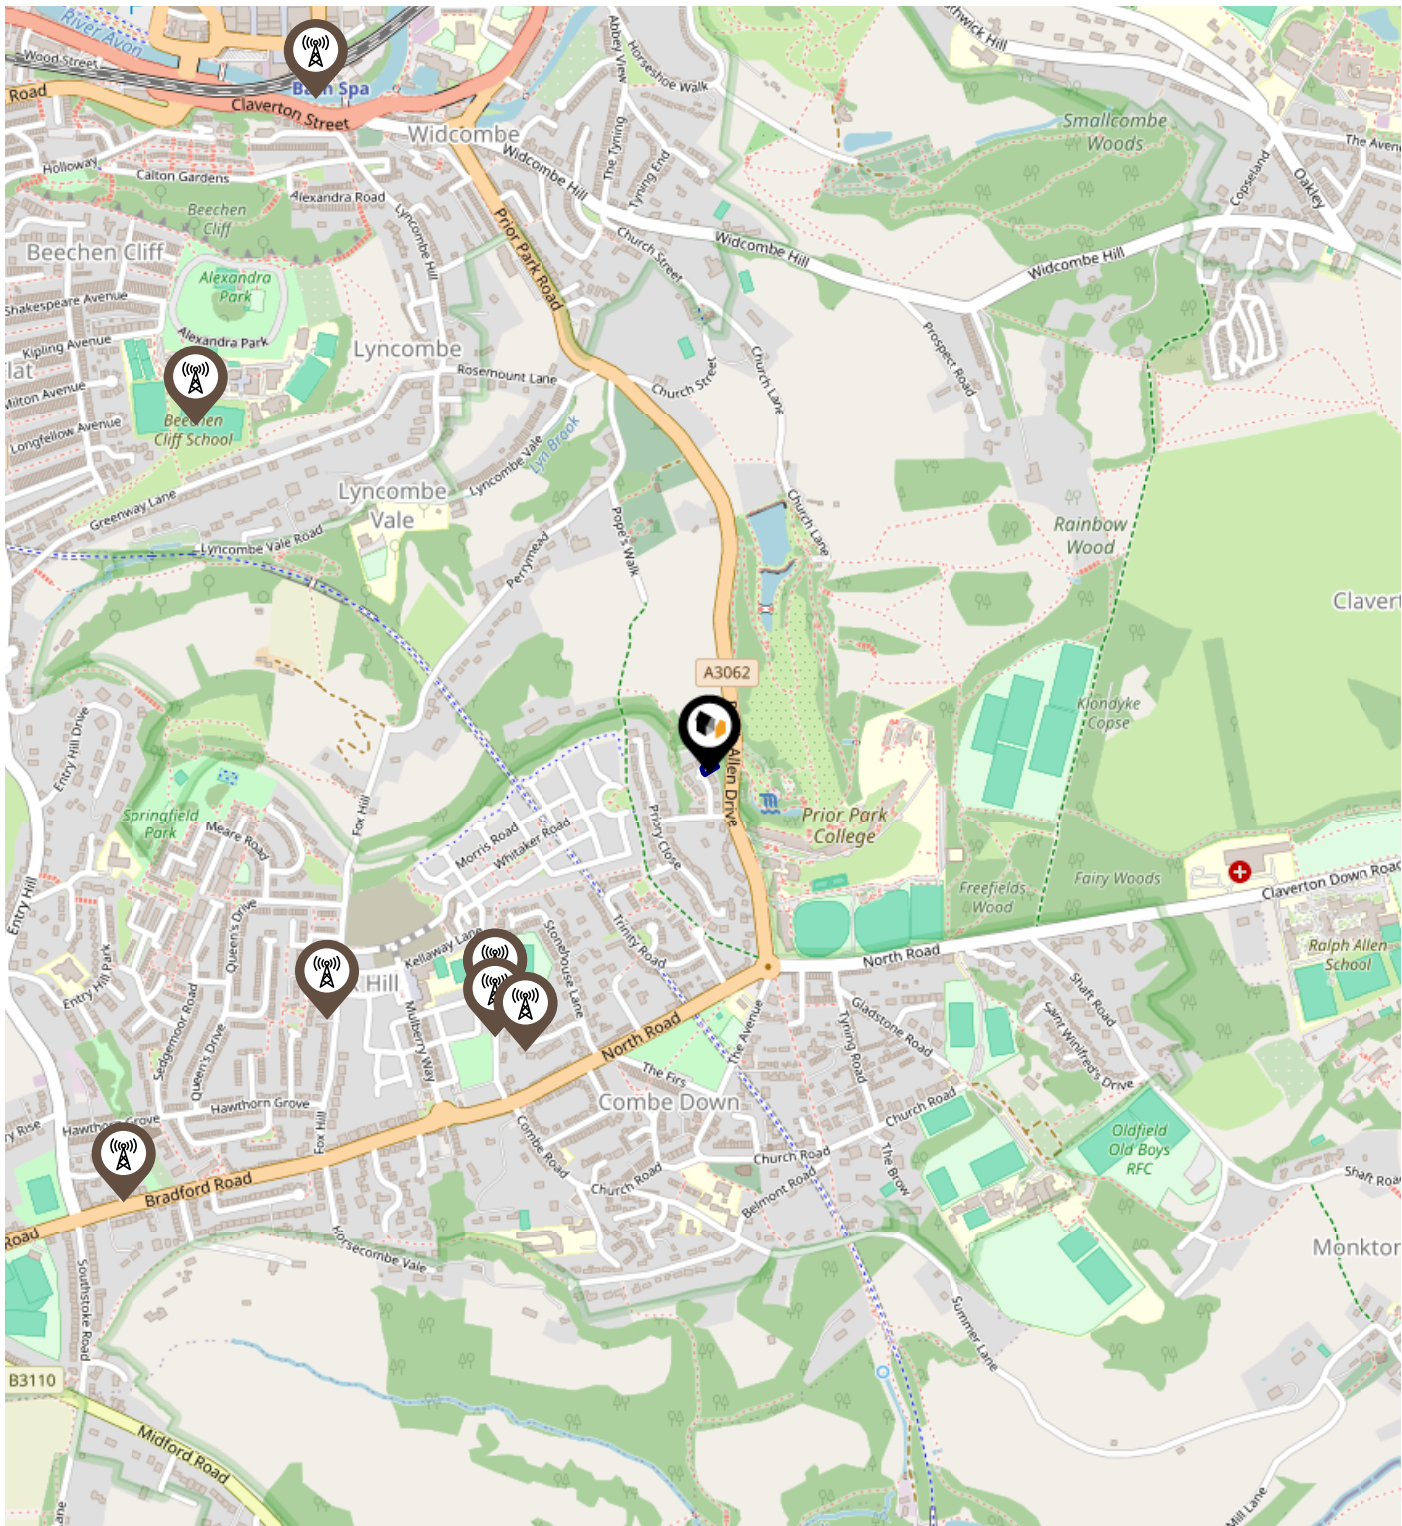 River Avon
Wood Street
Road
Bath Spa
Claverton Street
Widcombe
Abbey View
Horseshoe Walk
The Tyning
Tyning End
Widcombe Hill
Smallcombe
Woods
The Aven
Copseland
Oakley
Holloway
Calton Gardens
Alexandra Road
Beechen
Cliff
Lyncombe Hill
Beechen Cliff
Prior Park Road
Church Street
Widcombe Hill
Widcombe Hill
Alexandra
Park
Shakespeare Avenue
Kipling Avenue
Alexandra Park
Lyncombe
Prospect Road
Milton Avenue
Rosemount Lane
Church Street
Church Lane
Longfellow Avenue
Beechen
Cliff School
Lyn Brook
Lyncombe Vale
Greenway Lane
Lyncombe
Vale
Pope's Walk
Church Lane
Rainbow
Wood
Lyncombe Vale Road
Perrymead
Claver
A3062
Klondyke
Copse
Entry Hill Drive
Allen Drive
Springfield
Park
Meare Road
Fox Hill
Morris Road
Whitaker Road
Priory Close
Prior Park
College
Freefields
Wood
Fairy Woods
Claverton Down Road
Entry Hill
Queen's Drive
Kellaway Lane
Stonehouse Lane
Trinity Road
North Road
Ralph Allen
School
Entry Hill Park
Hill
Mulberry Way
Shaft Road
Saint Winifred's Drive
Gladstone Road
Tyning Road
Sedgemoor Road
Queen's Drive
North Road
The Avenue
The Firs
Combe Down
Hawthorn Grove
Hawthorn Grove
ry Rise
Fox Hill
Church Road
Combe Road
Church Road
Church Road
The Brow
Belmont Road
Oldfield
Old Boys
RFC
Shaft Roa
Bradford Road
Road
Horsecombe Vale
Monkton
Southstoke Road
Summer Lane
B3110
Midford Road
Mill Lane
ane